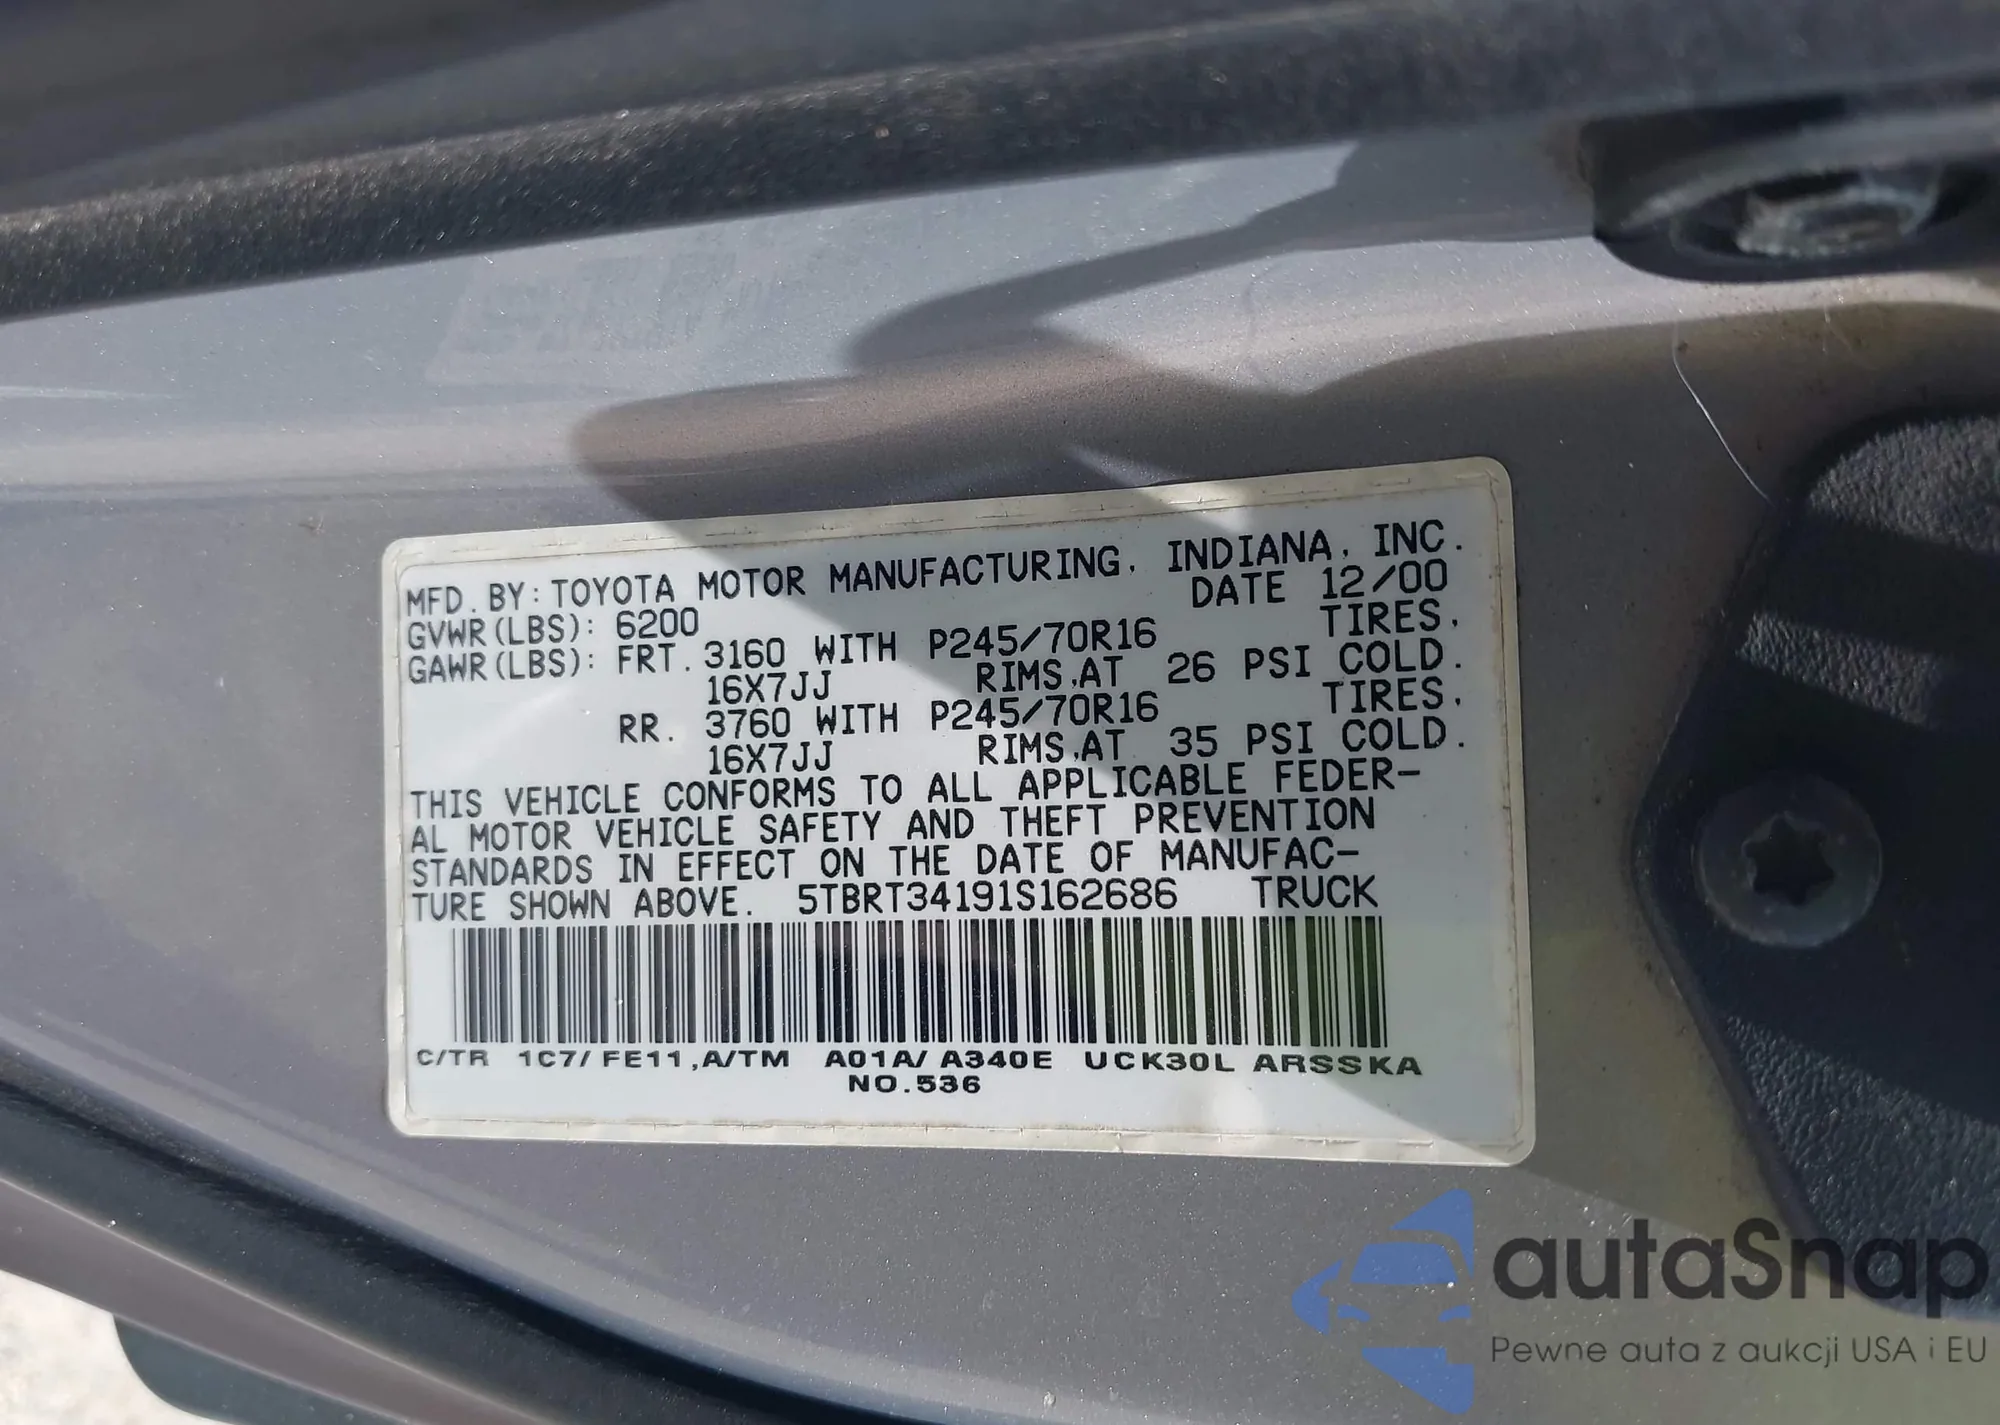 MFD. BY: TOYOTA MOTOR MANUFACTURING, INDIANA, INC.
DATE 12/00
GVWR(LBS): 6200
GAWR(LBS): FRT. 3160 WITH P245/70R16 TIRES,
16X7JJ RIMS,AT 26 PSI COLD.
RR. 3760 WITH P245/70R16 TIRES,
16X7JJ RIMS,AT 35 PSI COLD.
THIS VEHICLE CONFORMS TO ALL APPLICABLE FEDER-
AL MOTOR VEHICLE SAFETY AND THEFT PREVENTION
STANDARDS IN EFFECT ON THE DATE OF MANUFAC-
TURE SHOWN ABOVE. 5TBRT34191S162686 TRUCK
C/TR 1C7/ FE11,A/TM A01A/ A340E UCK30L ARSSKA
NO.536
autaSnap
Pewne auta z aukcji USA i EU